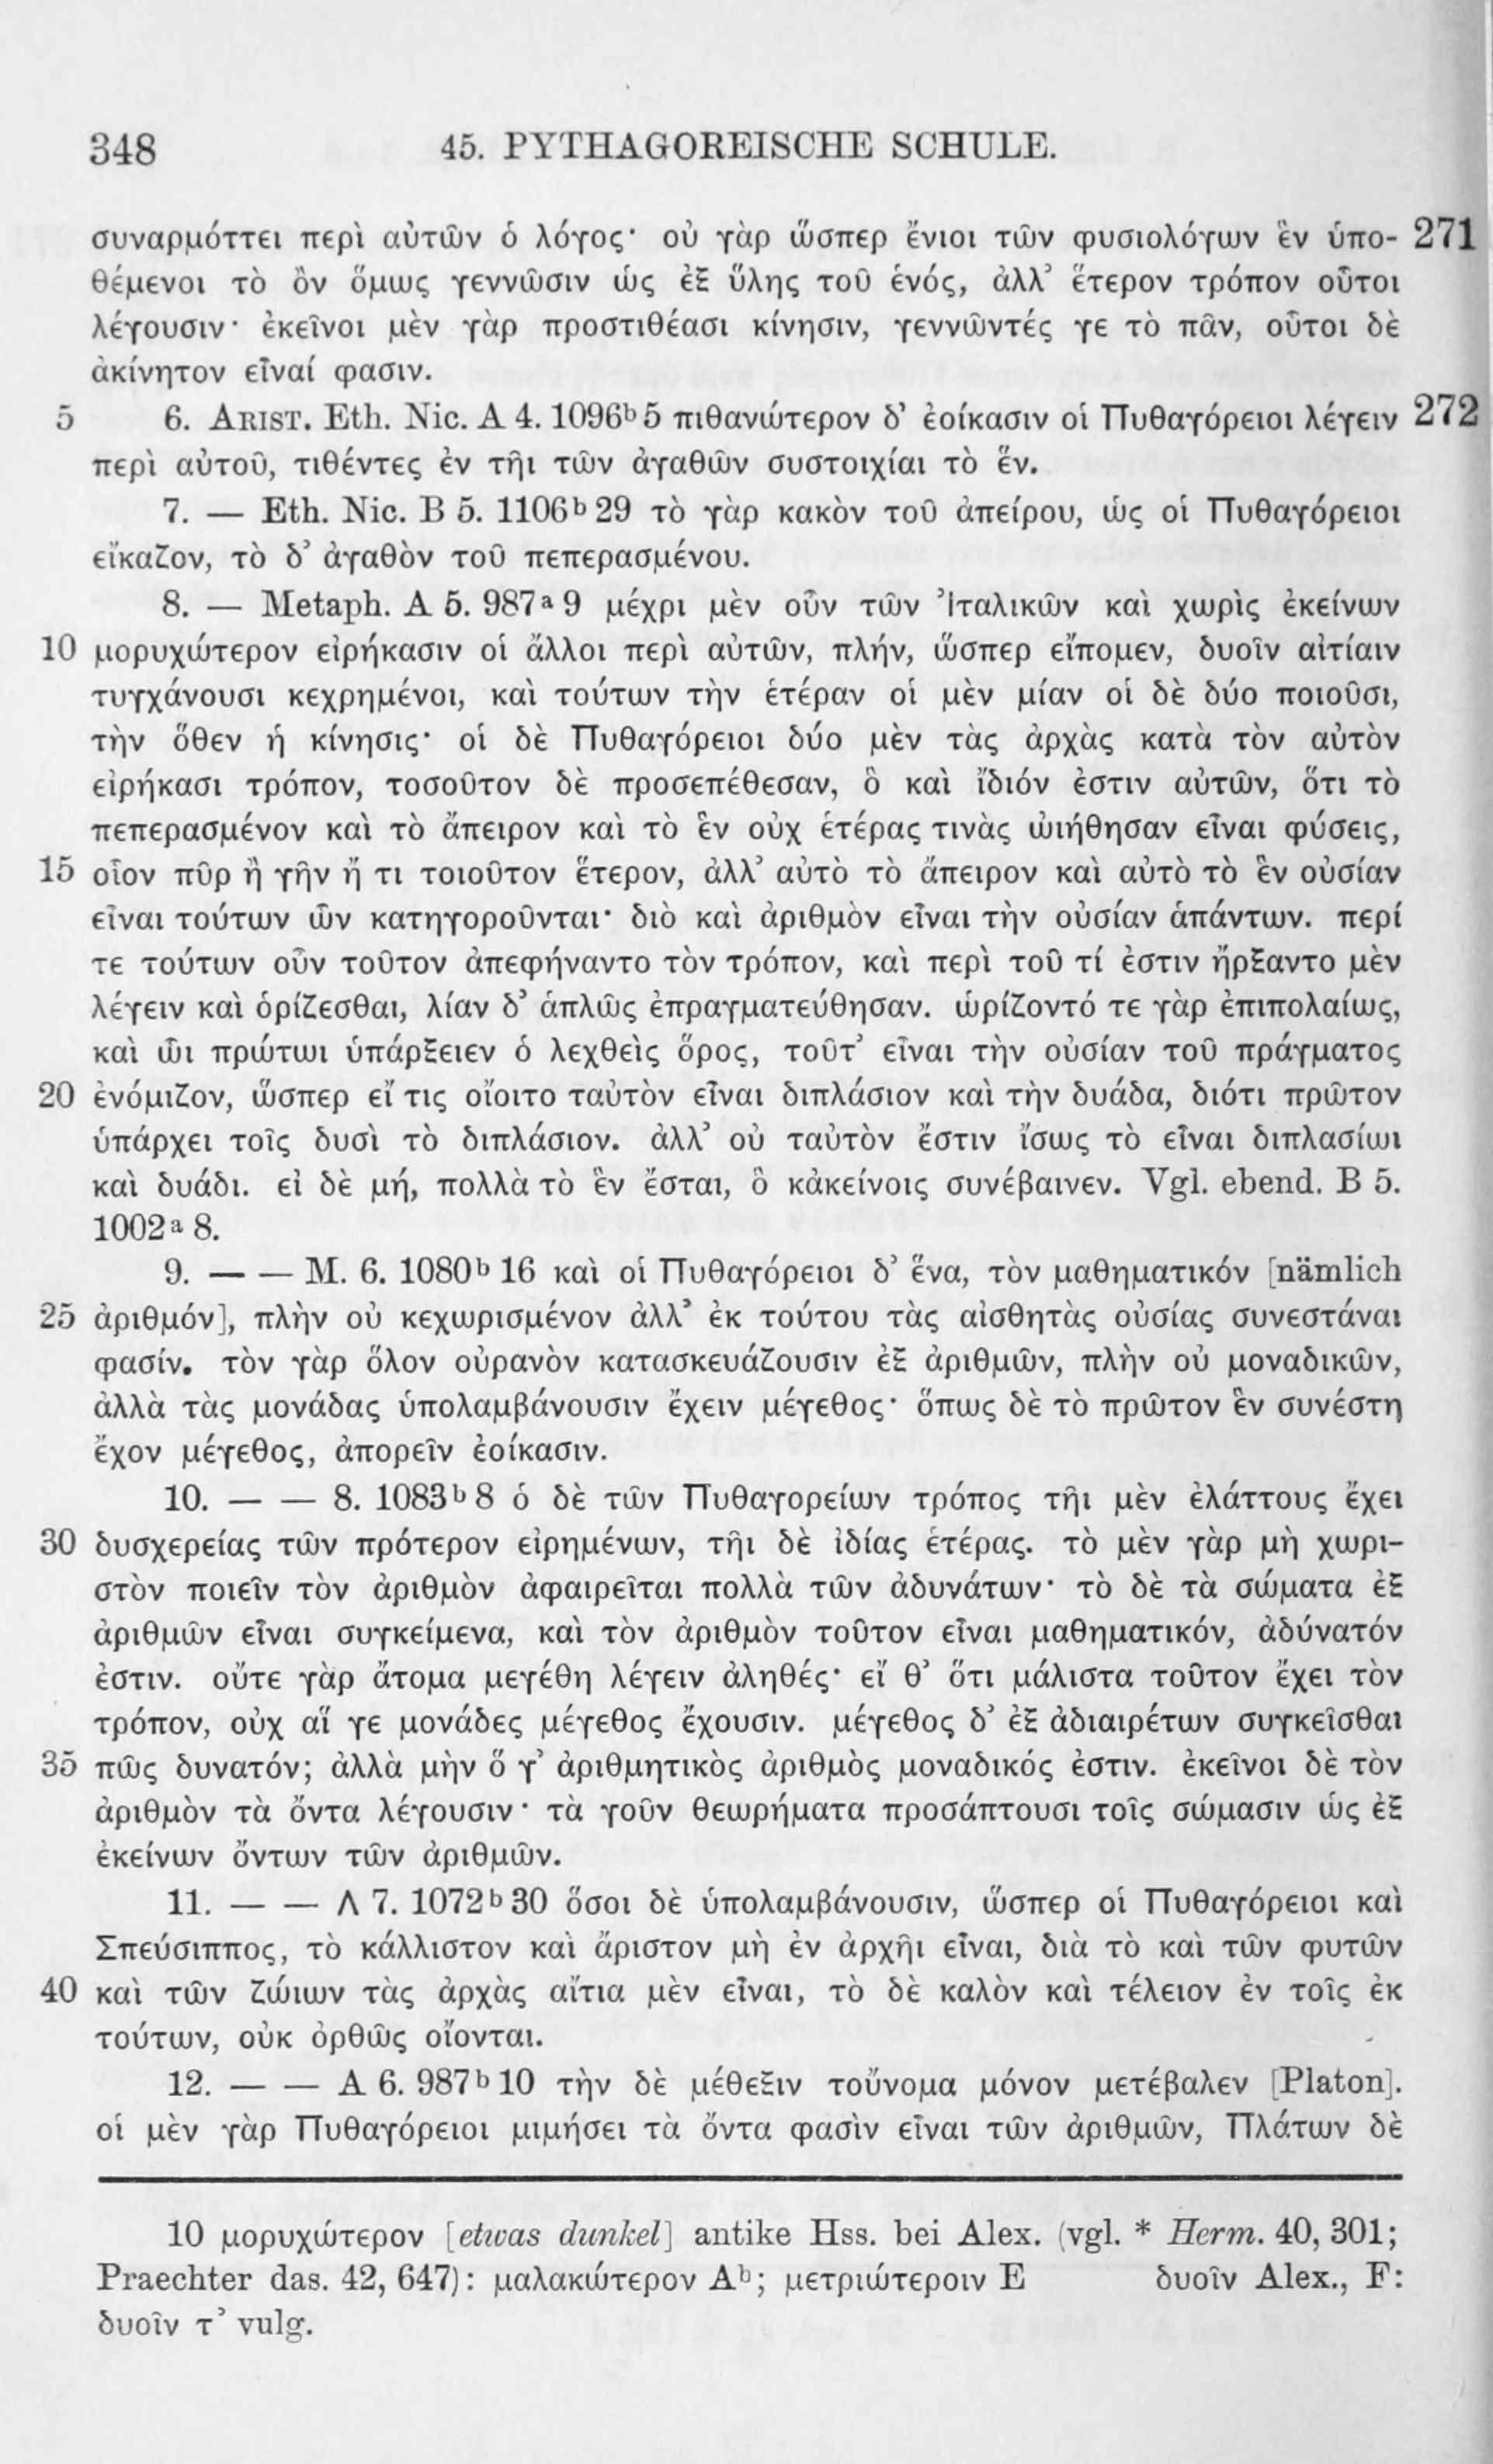 348 45. PYTHAGOREISCHE SCHULE.
συναρμόττει περὶ αὐτῶν ὁ λόγος· οὐ γὰρ ὥσπερ ἔνιοι τῶν φυσιολόγων ἓν ὑπο- 271
θέμενοι τὸ ὂν ὅμως γεννῶσιν ὡς ἐξ ὕλης τοῦ ἑνός, ἀλλ’ ἕτερον τρόπον οὗτοι
λέγουσιν· ἐκεῖνοι μὲν γὰρ προστιθέασι κίνησιν, γεννῶντές γε τὸ πᾶν, οὗτοι δὲ
ἀκίνητον εἶναί φασιν.
5 6. ARIST. Eth. Nic. A 4. 1096ᵇ 5 πιθανώτερον δ’ ἐοίκασιν οἱ Πυθαγόρειοι λέγειν 272
περὶ αὐτοῦ, τιθέντες ἐν τῆι τῶν ἀγαθῶν συστοιχίαι τὸ ἕν.
7. — Eth. Nic. B 5. 1106ᵇ 29 τὸ γὰρ κακὸν τοῦ ἀπείρου, ὡς οἱ Πυθαγόρειοι
εἴκαζον, τὸ δ’ ἀγαθὸν τοῦ πεπερασμένου.
8. — Metaph. A 5. 987ᵃ 9 μέχρι μὲν οὖν τῶν Ἰταλικῶν καὶ χωρὶς ἐκείνων
10 μορυχώτερον εἰρήκασιν οἱ ἄλλοι περὶ αὐτῶν, πλήν, ὥσπερ εἴπομεν, δυοῖν αἰτίαιν
τυγχάνουσι κεχρημένοι, καὶ τούτων τὴν ἑτέραν οἱ μὲν μίαν οἱ δὲ δύο ποιοῦσι,
τὴν ὅθεν ἡ κίνησις· οἱ δὲ Πυθαγόρειοι δύο μὲν τὰς ἀρχὰς κατὰ τὸν αὐτὸν
εἰρήκασι τρόπον, τοσοῦτον δὲ προσεπέθεσαν, ὃ καὶ ἴδιόν ἐστιν αὐτῶν, ὅτι τὸ
πεπερασμένον καὶ τὸ ἄπειρον καὶ τὸ ἓν οὐχ ἑτέρας τινὰς ὠιήθησαν εἶναι φύσεις,
15 οἷον πῦρ ἢ γῆν ἤ τι τοιοῦτον ἕτερον, ἀλλ’ αὐτὸ τὸ ἄπειρον καὶ αὐτὸ τὸ ἓν οὐσίαν
εἶναι τούτων ὧν κατηγοροῦνται· διὸ καὶ ἀριθμὸν εἶναι τὴν οὐσίαν ἁπάντων. περί
τε τούτων οὖν τοῦτον ἀπεφήναντο τὸν τρόπον, καὶ περὶ τοῦ τί ἐστιν ἤρξαντο μὲν
λέγειν καὶ ὁρίζεσθαι, λίαν δ’ ἁπλῶς ἐπραγματεύθησαν. ὡρίζοντό τε γὰρ ἐπιπολαίως,
καὶ ὧι πρώτωι ὑπάρξειεν ὁ λεχθεὶς ὅρος, τοῦτ’ εἶναι τὴν οὐσίαν τοῦ πράγματος
20 ἐνόμιζον, ὥσπερ εἴ τις οἴοιτο ταὐτὸν εἶναι διπλάσιον καὶ τὴν δυάδα, διότι πρῶτον
ὑπάρχει τοῖς δυσὶ τὸ διπλάσιον. ἀλλ’ οὐ ταὐτὸν ἔστιν ἴσως τὸ εἶναι διπλασίωι
καὶ δυάδι. εἰ δὲ μή, πολλὰ τὸ ἓν ἔσται, ὃ κἀκείνοις συνέβαινεν. Vgl. ebend. B 5.
1002ᵃ 8.
9. — — M. 6. 1080ᵇ 16 καὶ οἱ Πυθαγόρειοι δ’ ἕνα, τὸν μαθηματικόν [nämlich
25 ἀριθμόν], πλὴν οὐ κεχωρισμένον ἀλλ’ ἐκ τούτου τὰς αἰσθητὰς οὐσίας συνεστάναι
φασίν. τὸν γὰρ ὅλον οὐρανὸν κατασκευάζουσιν ἐξ ἀριθμῶν, πλὴν οὐ μοναδικῶν,
ἀλλὰ τὰς μονάδας ὑπολαμβάνουσιν ἔχειν μέγεθος· ὅπως δὲ τὸ πρῶτον ἓν συνέστη
ἔχον μέγεθος, ἀπορεῖν ἐοίκασιν.
10. — — 8. 1083ᵇ 8 ὁ δὲ τῶν Πυθαγορείων τρόπος τῆι μὲν ἐλάττους ἔχει
30 δυσχερείας τῶν πρότερον εἰρημένων, τῆι δὲ ἰδίας ἑτέρας. τὸ μὲν γὰρ μὴ χωρι-
στὸν ποιεῖν τὸν ἀριθμὸν ἀφαιρεῖται πολλὰ τῶν ἀδυνάτων· τὸ δὲ τὰ σώματα ἐξ
ἀριθμῶν εἶναι συγκείμενα, καὶ τὸν ἀριθμὸν τοῦτον εἶναι μαθηματικόν, ἀδύνατόν
ἐστιν. οὔτε γὰρ ἄτομα μεγέθη λέγειν ἀληθές· εἴ θ’ ὅτι μάλιστα τοῦτον ἔχει τὸν
τρόπον, οὐχ αἵ γε μονάδες μέγεθος ἔχουσιν. μέγεθος δ’ ἐξ ἀδιαιρέτων συγκεῖσθαι
35 πῶς δυνατόν; ἀλλὰ μὴν ὅ γ’ ἀριθμητικὸς ἀριθμὸς μοναδικός ἐστιν. ἐκεῖνοι δὲ τὸν
ἀριθμὸν τὰ ὄντα λέγουσιν· τὰ γοῦν θεωρήματα προσάπτουσι τοῖς σώμασιν ὡς ἐξ
ἐκείνων ὄντων τῶν ἀριθμῶν.
11. — — Λ 7. 1072ᵇ 30 ὅσοι δὲ ὑπολαμβάνουσιν, ὥσπερ οἱ Πυθαγόρειοι καὶ
Σπεύσιππος, τὸ κάλλιστον καὶ ἄριστον μὴ ἐν ἀρχῆι εἶναι, διὰ τὸ καὶ τῶν φυτῶν
40 καὶ τῶν ζώιων τὰς ἀρχὰς αἴτια μὲν εἶναι, τὸ δὲ καλὸν καὶ τέλειον ἐν τοῖς ἐκ
τούτων, οὐκ ὀρθῶς οἴονται.
12. — — A 6. 987ᵇ 10 τὴν δὲ μέθεξιν τοὔνομα μόνον μετέβαλεν [Platon].
οἱ μὲν γὰρ Πυθαγόρειοι μιμήσει τὰ ὄντα φασὶν εἶναι τῶν ἀριθμῶν, Πλάτων δὲ
10 μορυχώτερον [etwas dunkel] antike Hss. bei Alex. (vgl. * Herm. 40, 301;
Praechter das. 42, 647): μαλακώτερον Aᵇ; μετριώτεροιν E δυοῖν Alex., F:
δυοῖν τ’ vulg.